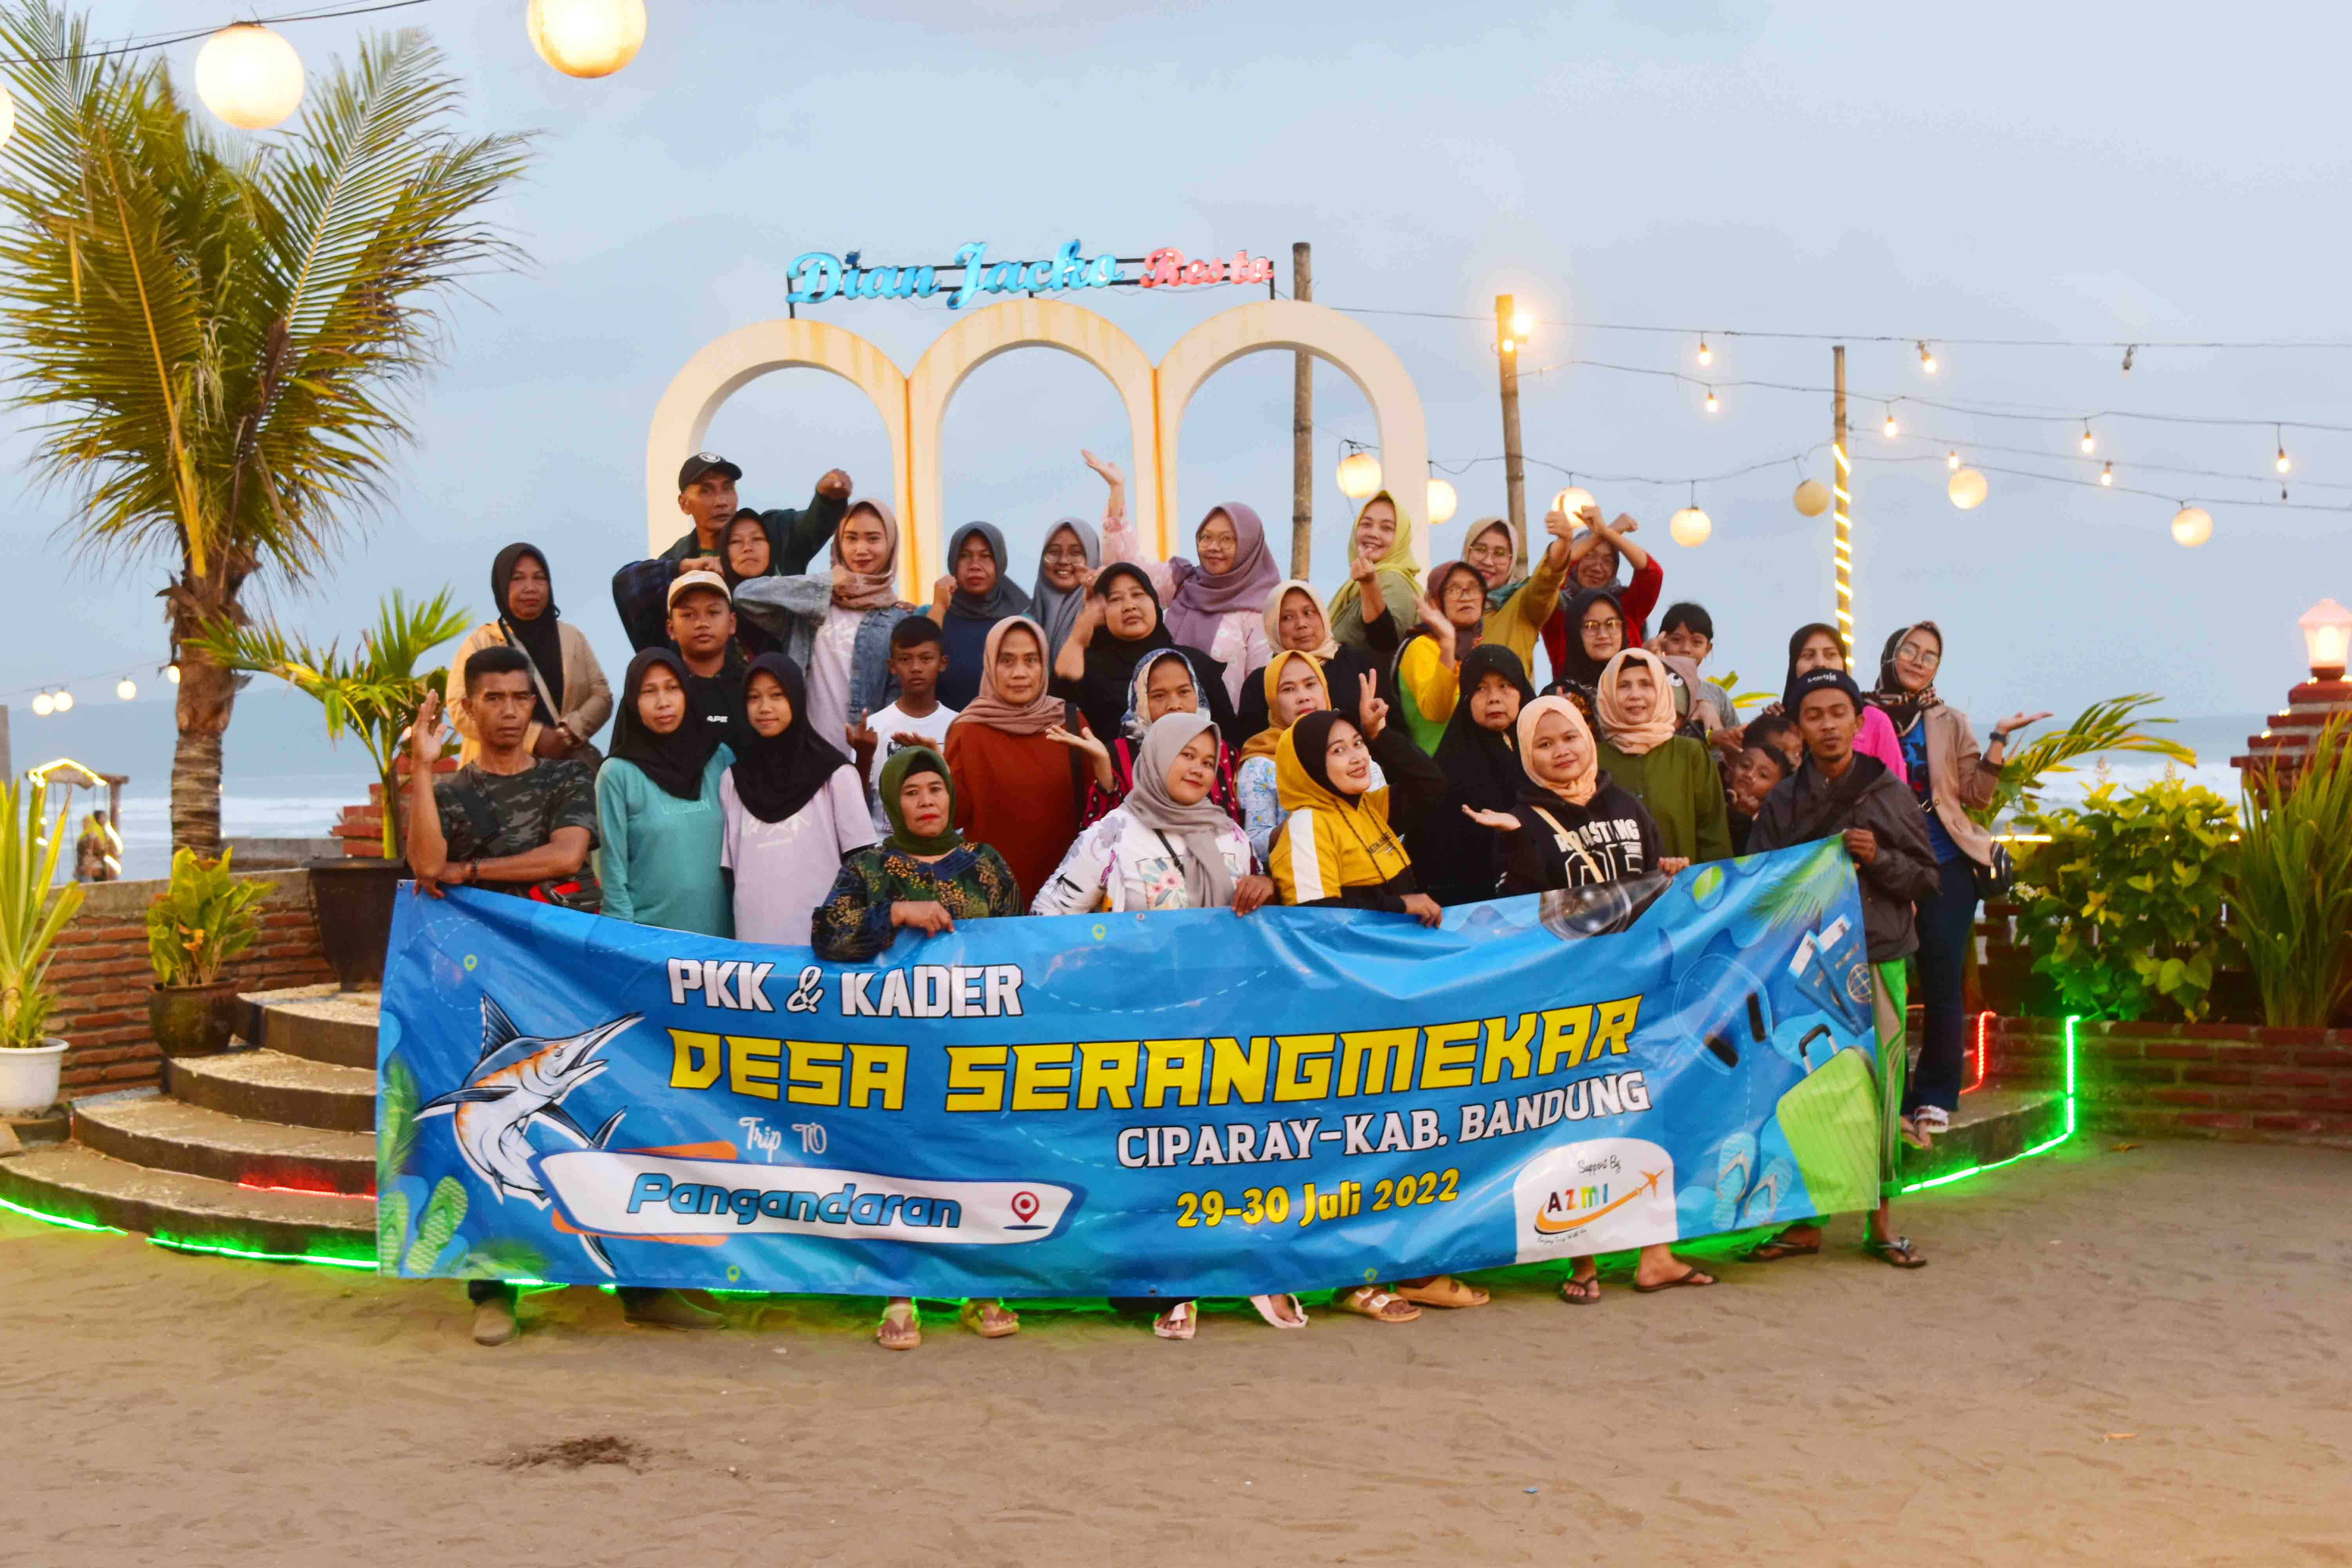 Dian Jacko Resto
PKK & KADER
DESA SERANGMEKAR
CIPARAY-KAB. BANDUNG
Trip TO
Pangandaran
29-30 Juli 2022
Support By
AZMI